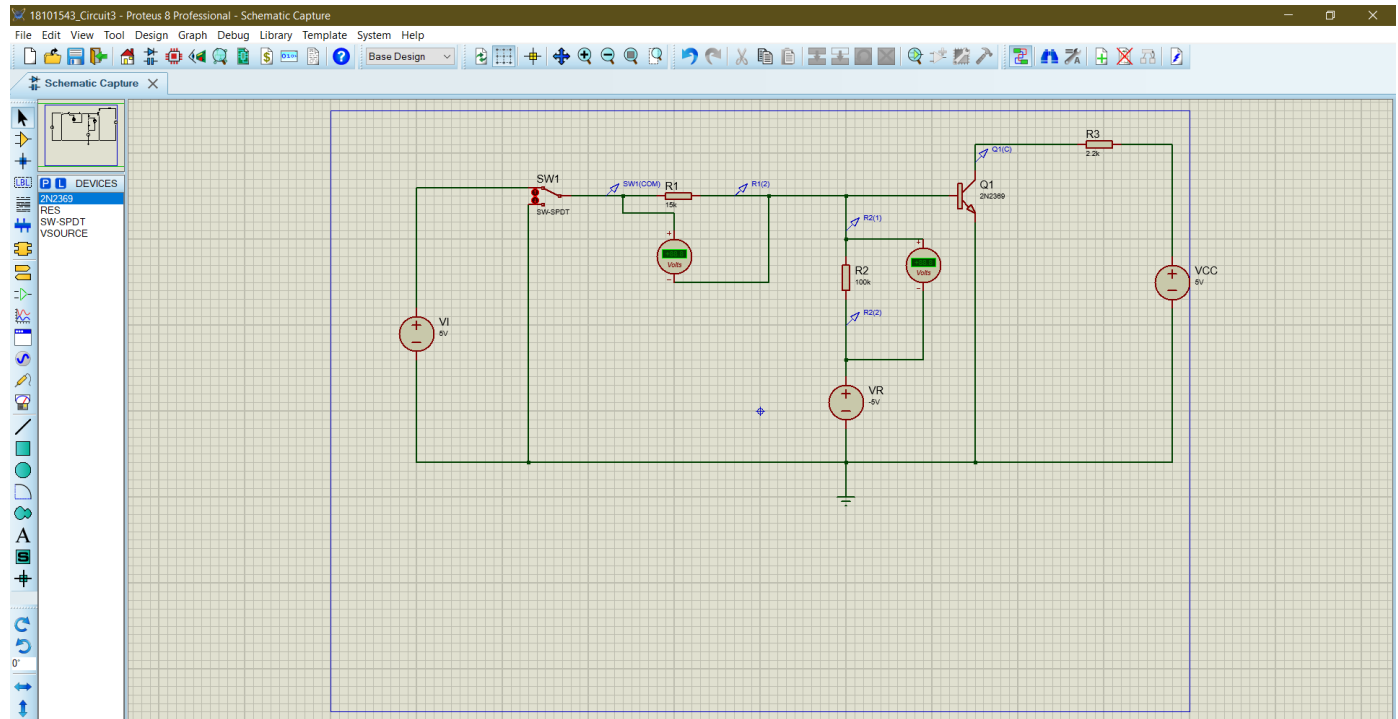 18101543_Circuit3 - Proteus 8 Professional - Schematic Capture
File Edit View Tool Design Graph Debug Library Template System Help
Base Design
Schematic Capture
P L DEVICES
2N2369
RES
SW-SPDT
VSOURCE
LBL
A
S
0°
SW1
SW-SPDT
SW1(COM)
R1
15k
R1(2)
+
Volts
-
R2(1)
R2
100k
+
Volts
-
R2(2)
Q1(C)
Q1
2N2369
R3
2.2k
VCC
5V
VI
5V
VR
-5V